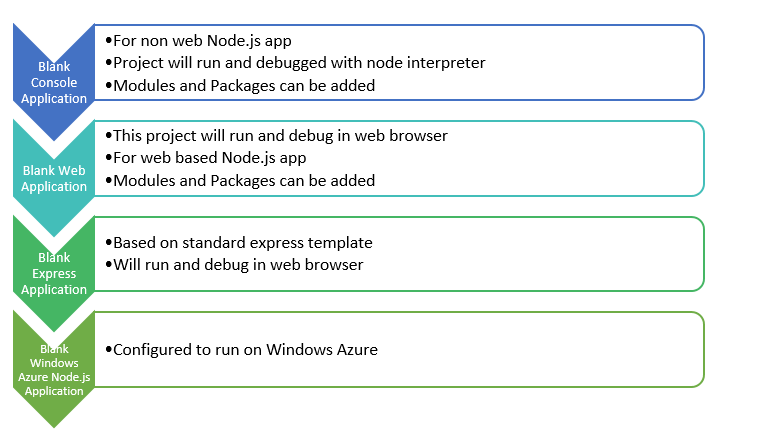 Blank
Console
Application
•For non web Node.js app
•Project will run and debugged with node interpreter
•Modules and Packages can be added
Blank Web
Application
•This project will run and debug in web browser
•For web based Node.js app
•Modules and Packages can be added
Blank
Express
Application
•Based on standard express template
•Will run and debug in web browser
Blank
Windows
Azure Node.js
Application
•Configured to run on Windows Azure